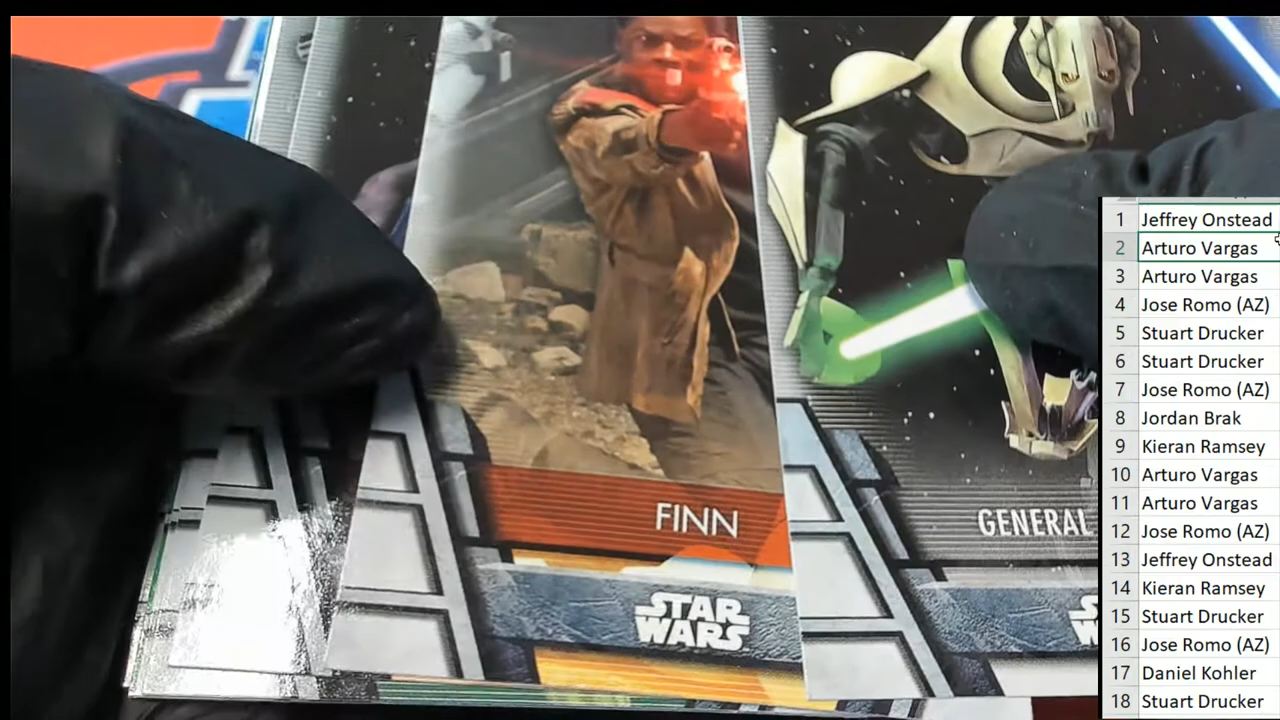 FINN
STAR
WARS
GENERAL
1 Jeffrey Onstead
2 Arturo Vargas
3 Arturo Vargas
4 Jose Romo (AZ)
5 Stuart Drucker
6 Stuart Drucker
7 Jose Romo (AZ)
8 Jordan Brak
9 Kieran Ramsey
10 Arturo Vargas
11 Arturo Vargas
12 Jose Romo (AZ)
13 Jeffrey Onstead
14 Kieran Ramsey
15 Stuart Drucker
16 Jose Romo (AZ)
17 Daniel Kohler
18 Stuart Drucker